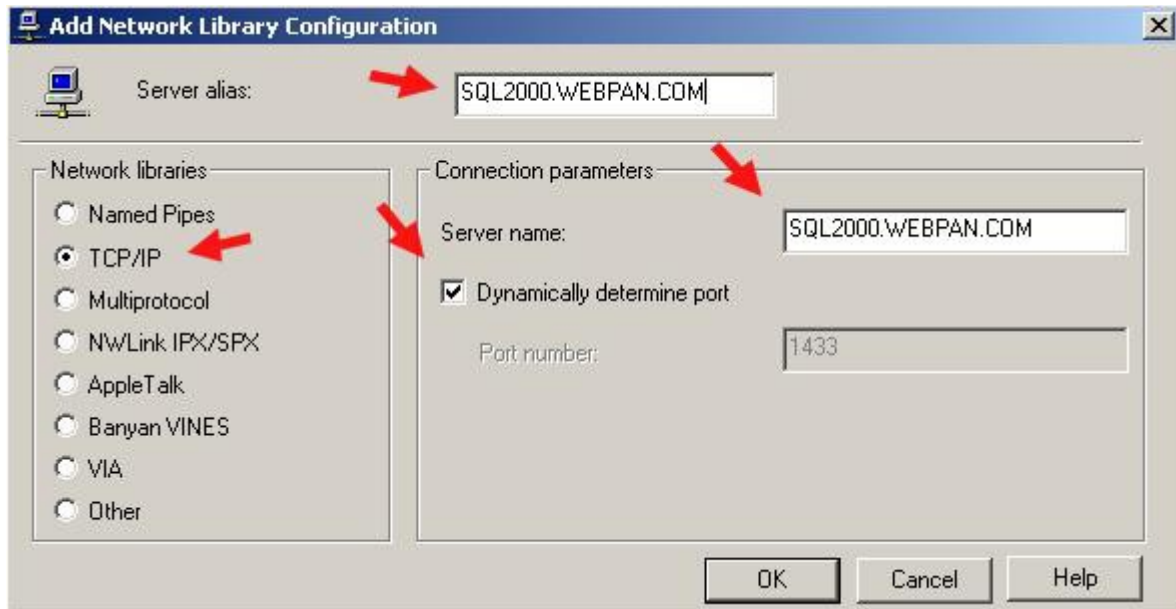 Add Network Library Configuration
Server alias:
SQL2000.WEBPAN.COM
Network libraries
Named Pipes
TCP/IP
Multiprotocol
NWLink IPX/SPX
AppleTalk
Banyan VINES
VIA
Other
Connection parameters
Server name:
SQL2000.WEBPAN.COM
Dynamically determine port
Port number:
1433
OK
Cancel
Help